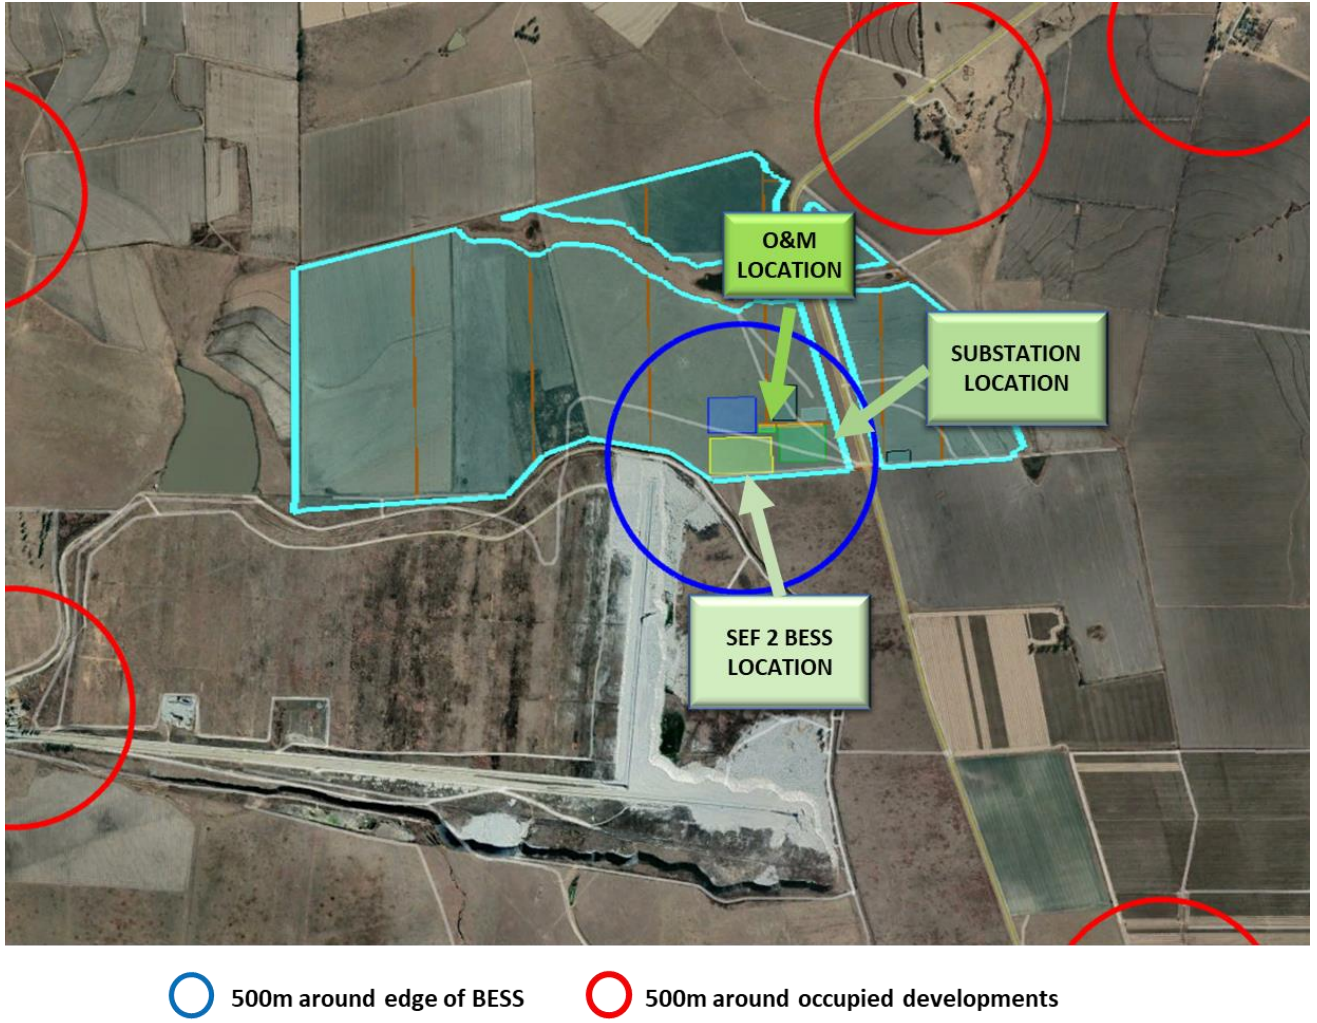 O&M
LOCATION
SUBSTATION
LOCATION
SEF 2 BESS
LOCATION
500m around edge of BESS
500m around occupied developments